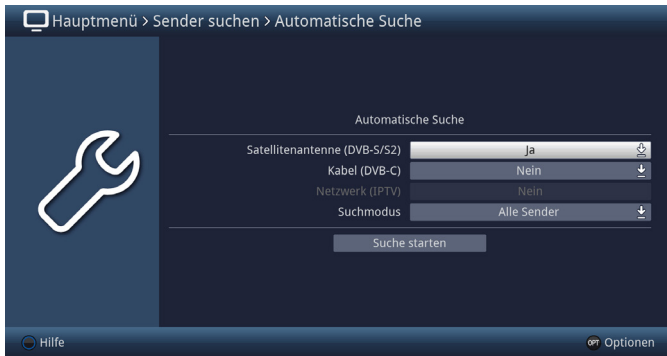 Hauptmenü > Sender suchen > Automatische Suche
Automatische Suche
Satellitenantenne (DVB-S/S2) Ja
Kabel (DVB-C) Nein
Netzwerk (IPTV) Nein
Suchmodus Alle Sender
Suche starten
Hilfe OPT Optionen